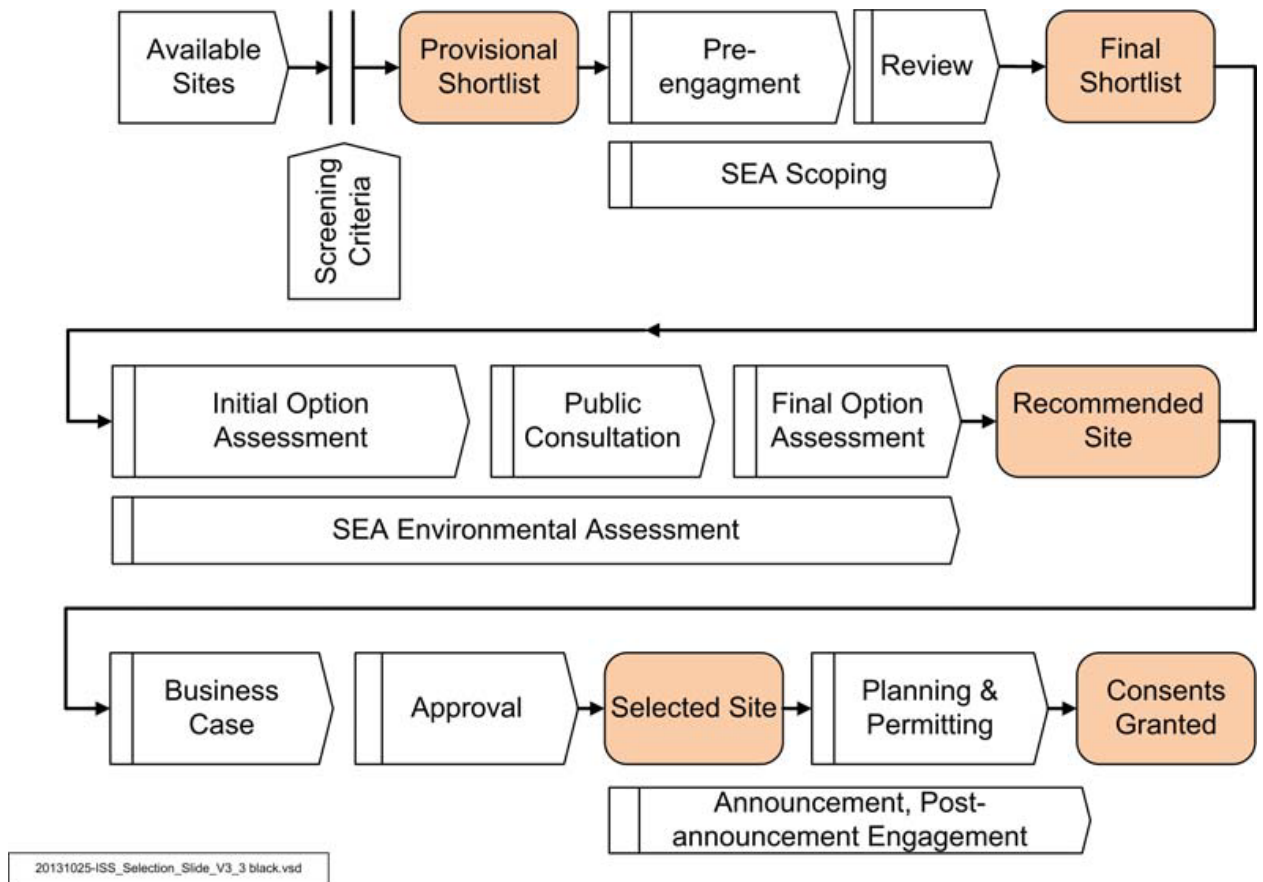 Available
Sites
Provisional
Shortlist
Pre-
engagment
Review
Final
Shortlist
SEA Scoping
Screening
Criteria
Initial Option
Assessment
Public
Consultation
Final Option
Assessment
Recommended
Site
SEA Environmental Assessment
Business
Case
Approval
Selected Site
Planning &
Permitting
Consents
Granted
Announcement, Post-
announcement Engagement
20131025-ISS_Selection_Slide_V3_3 black.vsd